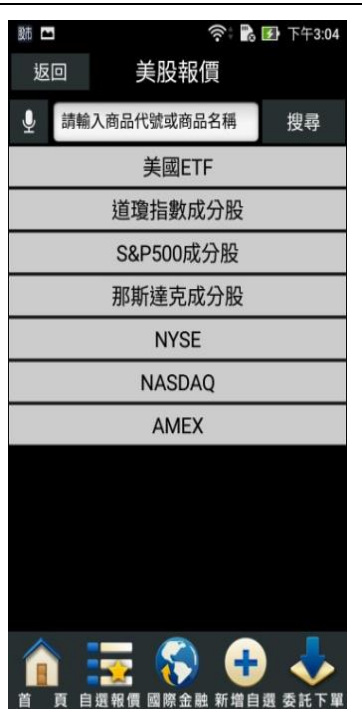 股市 下午3:04
返回 美股報價
請輸入商品代號或商品名稱 搜尋
美國ETF
道瓊指數成分股
S&P500成分股
那斯達克成分股
NYSE
NASDAQ
AMEX
首 頁 自選報價 國際金融 新增自選 委託下單